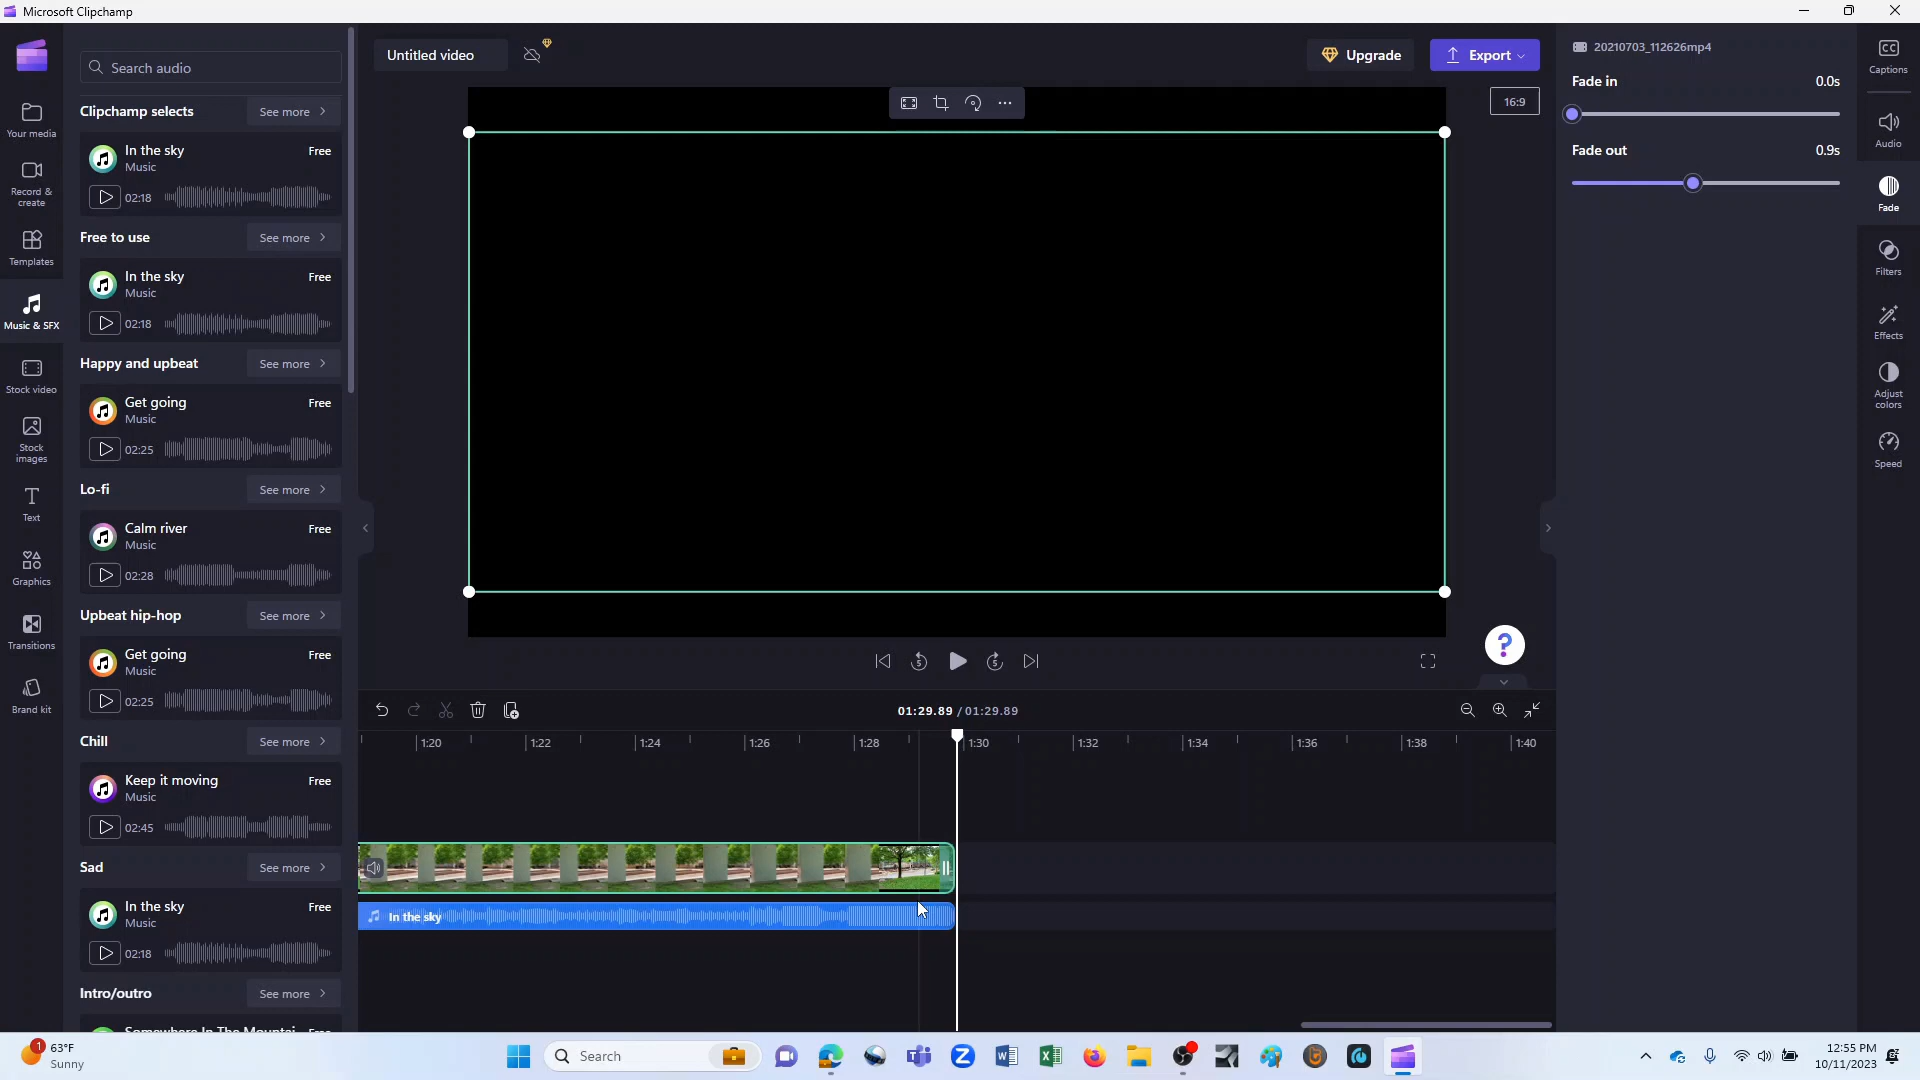 Microsoft Clipchamp
Your media
Record & create
Templates
Music & SFX
Stock video
Stock images
Text
Graphics
Transitions
Brand kit
Search audio
Clipchamp selects
See more
In the sky
Free
Music
02:18
Free to use
See more
In the sky
Free
Music
02:18
Happy and upbeat
See more
Get going
Free
Music
02:25
Lo-fi
See more
Calm river
Free
Music
02:28
Upbeat hip-hop
See more
Get going
Free
Music
02:25
Chill
See more
Keep it moving
Free
Music
02:45
Sad
See more
In the sky
Free
Music
02:18
Intro/outro
See more
Somewhere In The Mountai
Free
Untitled video
Upgrade
Export
16:9
5
5
?
01:29.89 / 01:29.89
1:20
1:22
1:24
1:26
1:28
1:30
1:32
1:34
1:36
1:38
1:40
In the sky
20210703_112626mp4
Fade in
0.0s
Fade out
0.9s
CC
Captions
Audio
Fade
Filters
Effects
Adjust colors
Speed
1
63°F
Sunny
Search
12:55 PM
10/11/2023